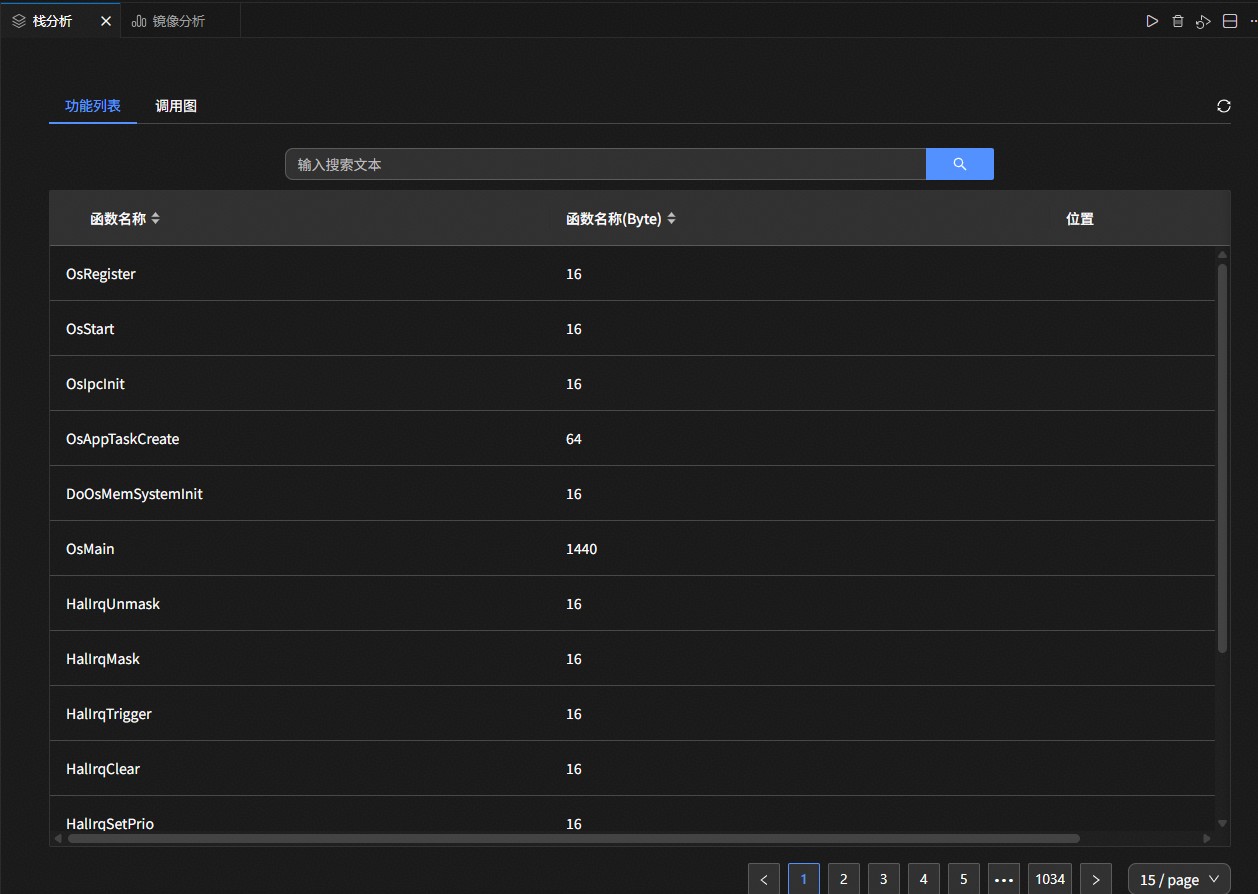 栈分析 镜像分析
功能列表 调用图
输入搜索文本
函数名称 函数名称(Byte) 位置
OsRegister 16
OsStart 16
OsIpcInit 16
OsAppTaskCreate 64
DoOsMemSystemInit 16
OsMain 1440
HalIrqUnmask 16
HalIrqMask 16
HalIrqTrigger 16
HalIrqClear 16
HalIrqSetPrio 16
< 1 2 3 4 5 ••• 1034 > 15 / page